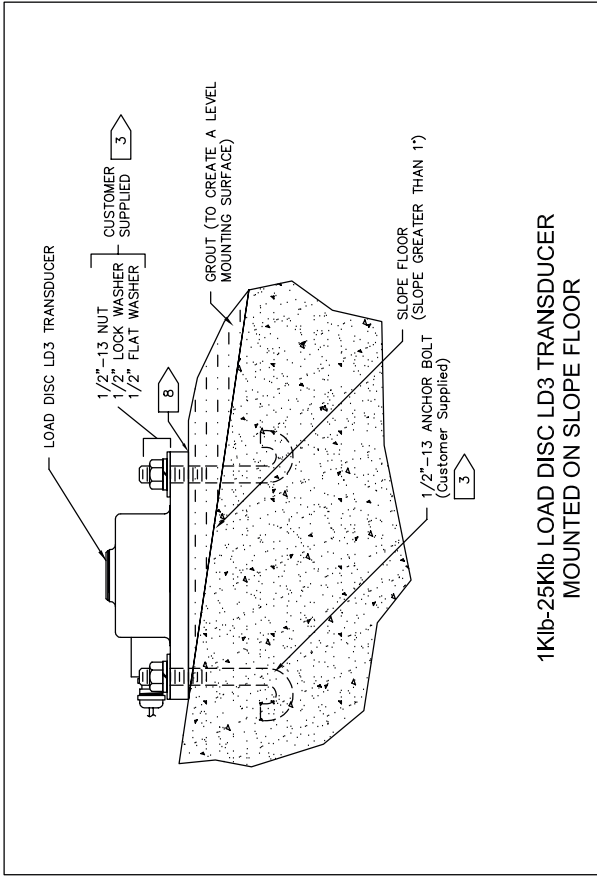 LOAD DISC LD3 TRANSDUCER
1/2"-13 NUT
1/2" LOCK WASHER
1/2" FLAT WASHER
CUSTOMER
SUPPLIED
3
8
GROUT (TO CREATE A LEVEL
MOUNTING SURFACE)
SLOPE FLOOR
(SLOPE GREATER THAN 1°)
1/2"-13 ANCHOR BOLT
(Customer Supplied)
3
1Klb-25Klb LOAD DISC LD3 TRANSDUCER
MOUNTED ON SLOPE FLOOR